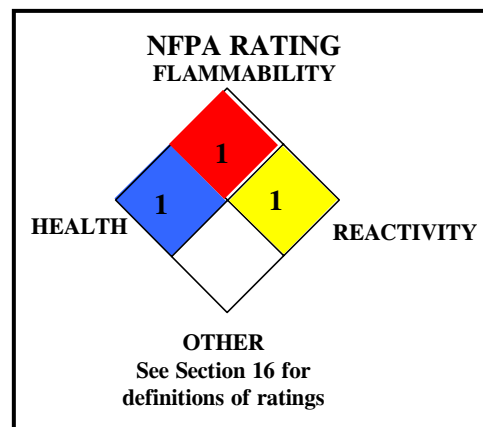 NFPA RATING
FLAMMABILITY
1
1
1
HEALTH
REACTIVITY
OTHER
See Section 16 for
definitions of ratings